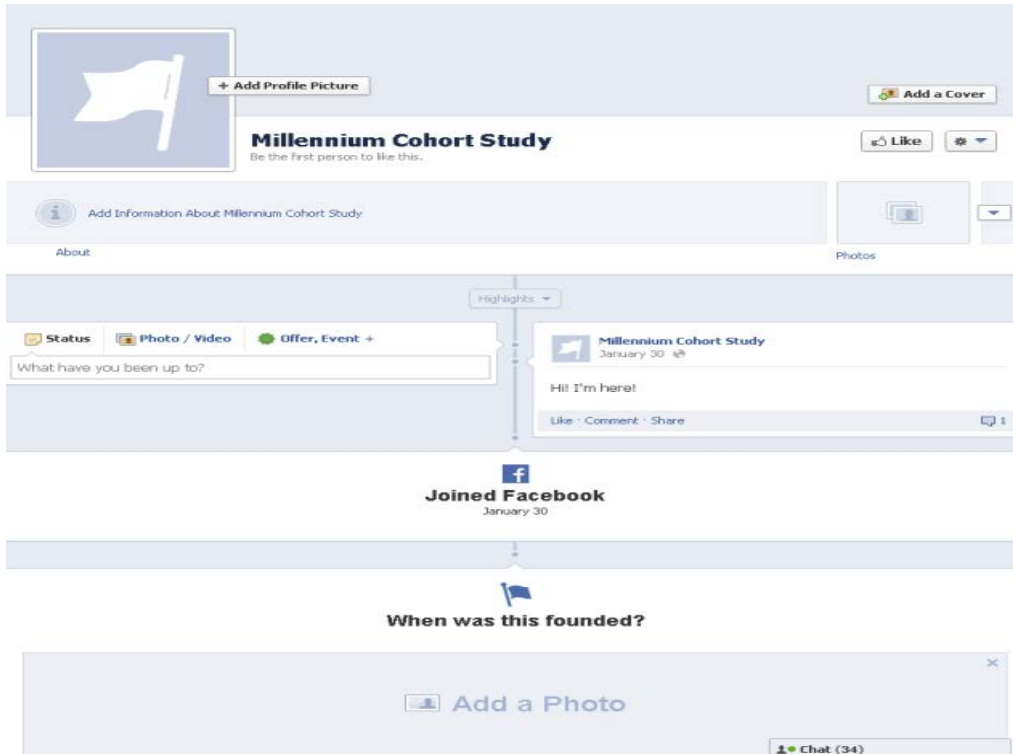 + Add Profile Picture
Add a Cover
Millennium Cohort Study
Be the first person to like this.
Like
i
Add Information About Millennium Cohort Study
About
Photos
Highlights
Status
Photo / Video
Offer, Event +
What have you been up to?
Millennium Cohort Study
January 30
Hi! I'm here!
Like · Comment · Share
1
f
Joined Facebook
January 30
When was this founded?
Add a Photo
Chat (34)